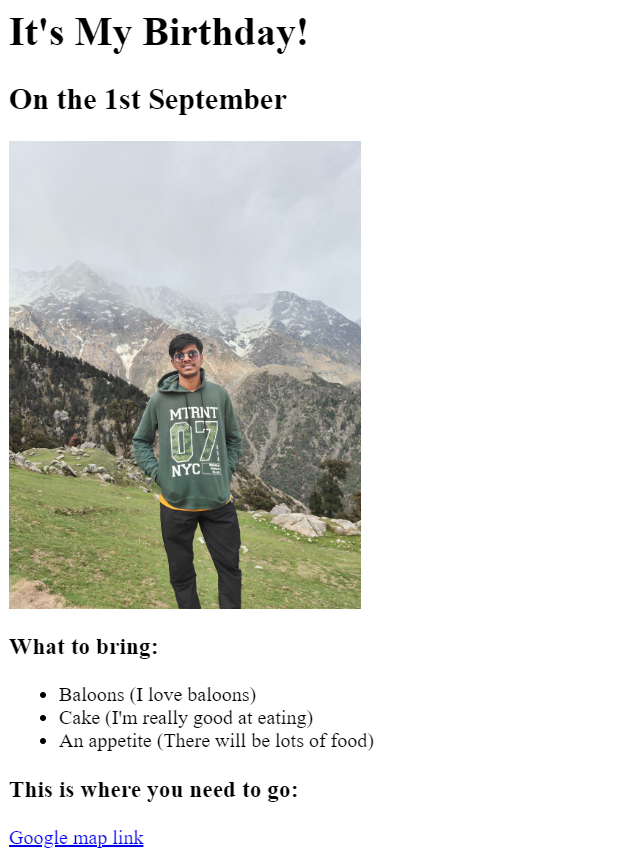 It's My Birthday!
On the 1st September
MTRNT
07
NYC
What to bring:
Baloons (I love baloons)
Cake (I'm really good at eating)
An appetite (There will be lots of food)
This is where you need to go:
Google map link